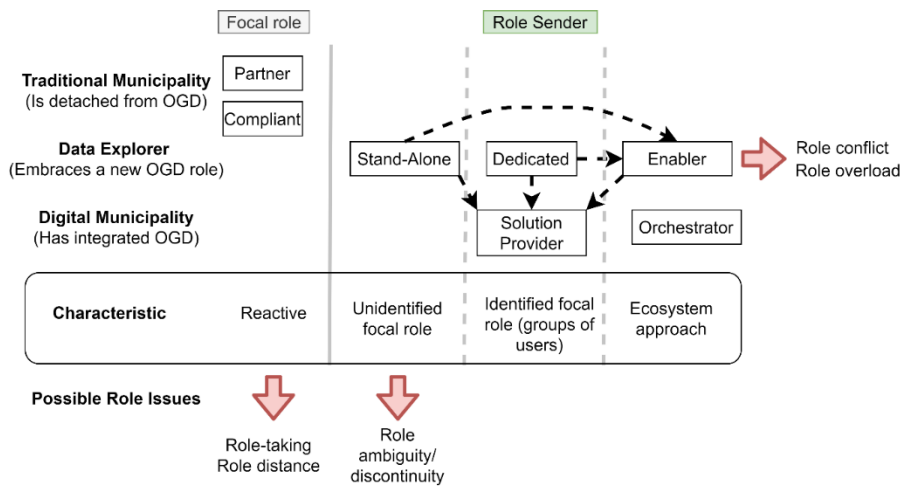 Focal role
Role Sender
Traditional Municipality
(Is detached from OGD)
Partner
Compliant
Data Explorer
(Embraces a new OGD role)
Stand-Alone
Dedicated
Enabler
Role conflict
Role overload
Digital Municipality
(Has integrated OGD)
Solution
Provider
Orchestrator
Characteristic
Reactive
Unidentified
focal role
Identified focal
role (groups of
users)
Ecosystem
approach
Possible Role Issues
Role-taking
Role distance
Role
ambiguity/
discontinuity